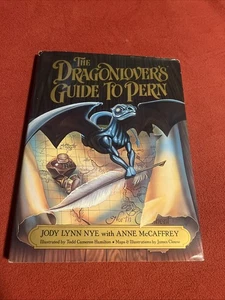 THE
DRAGONLOVER'S
GUIDE TO PERN
JODY LYNN NYE with ANNE McCAFFREY
Illustrated by Todd Cameron Hamilton • Maps & Illustrations by James Clouse